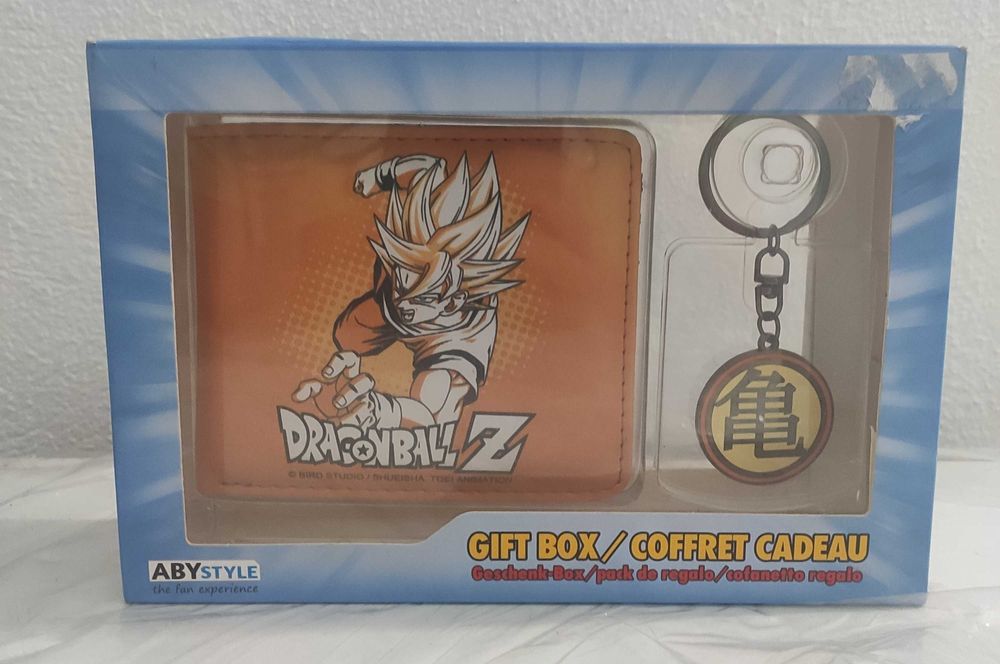 DRAGONBALL Z
© BIRD STUDIO / SHUEISHA, TOEI ANIMATION
亀
GIFT BOX / COFFRET CADEAU
Geschenk-Box/pack de regalo/cofanetto regalo
ABYSTYLE
the fan experience